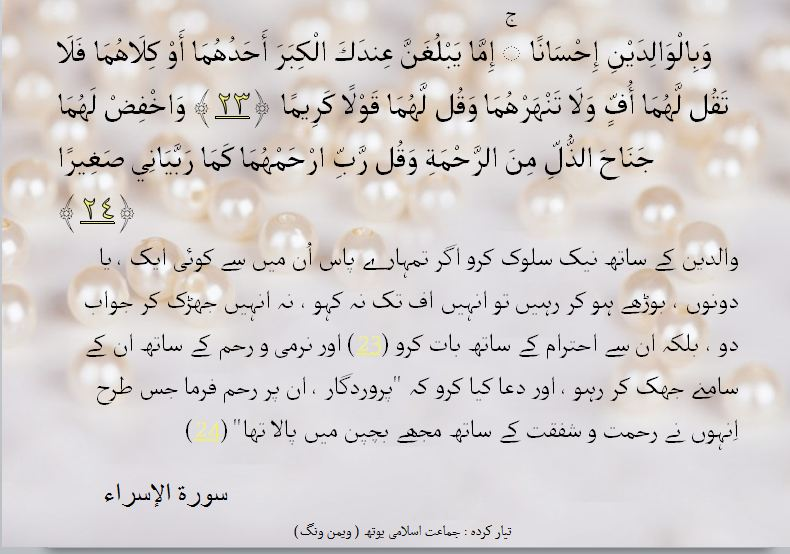 وَبِالْوَالِدَيْنِ إِحْسَانًا ۚ إِمَّا يَبْلُغَنَّ عِندَكَ الْكِبَرَ أَحَدُهُمَا أَوْ كِلَاهُمَا فَلَا
تَقُل لَّهُمَا أُفٍّ وَلَا تَنْهَرْهُمَا وَقُل لَّهُمَا قَوْلًا كَرِيمًا ﴿٢٣﴾ وَاخْفِضْ لَهُمَا
جَنَاحَ الذُّلِّ مِنَ الرَّحْمَةِ وَقُل رَّبِّ ارْحَمْهُمَا كَمَا رَبَّيَانِي صَغِيرًا
﴿٢٤﴾
والدین کے ساتھ نیک سلوک کرو اگر تمہارے پاس اُن میں سے کوئی ایک ، یا
دونوں ، بوڑھے ہو کر رہیں تو انہیں اف تک نہ کہو ، نہ انہیں جھڑک کر جواب
دو ، بلکہ ان سے احترام کے ساتھ بات کرو (23) اور نرمی و رحم کے ساتھ ان کے
سامنے جھک کر رہو ، اور دعا کیا کرو کہ "پروردگار ، ان پر رحم فرما جس طرح
اِنہوں نے رحمت و شفقت کے ساتھ مجھے بچپن میں پالا تھا" (24)
سورة الإسراء
تیار کردہ : جماعت اسلامی یوتھ ( ویمن ونگ)